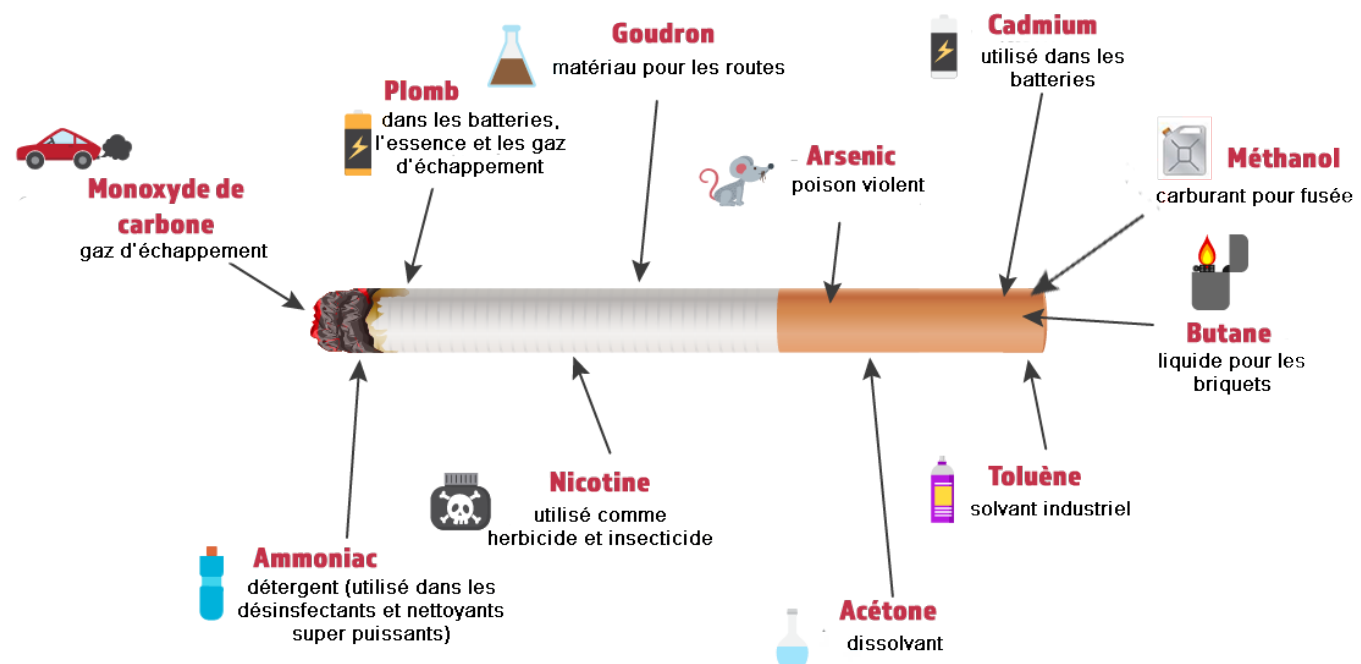 Goudron
matériau pour les routes
Cadmium
utilisé dans les
batteries
Plomb
dans les batteries,
l'essence et les gaz
d'échappement
Arsenic
poison violent
Méthanol
carburant pour fusée
Monoxyde de
carbone
gaz d'échappement
Butane
liquide pour les
briquets
Nicotine
utilisé comme
herbicide et insecticide
Toluène
solvant industriel
Ammoniac
détergent (utilisé dans les
désinsfectants et nettoyants
super puissants)
Acétone
dissolvant